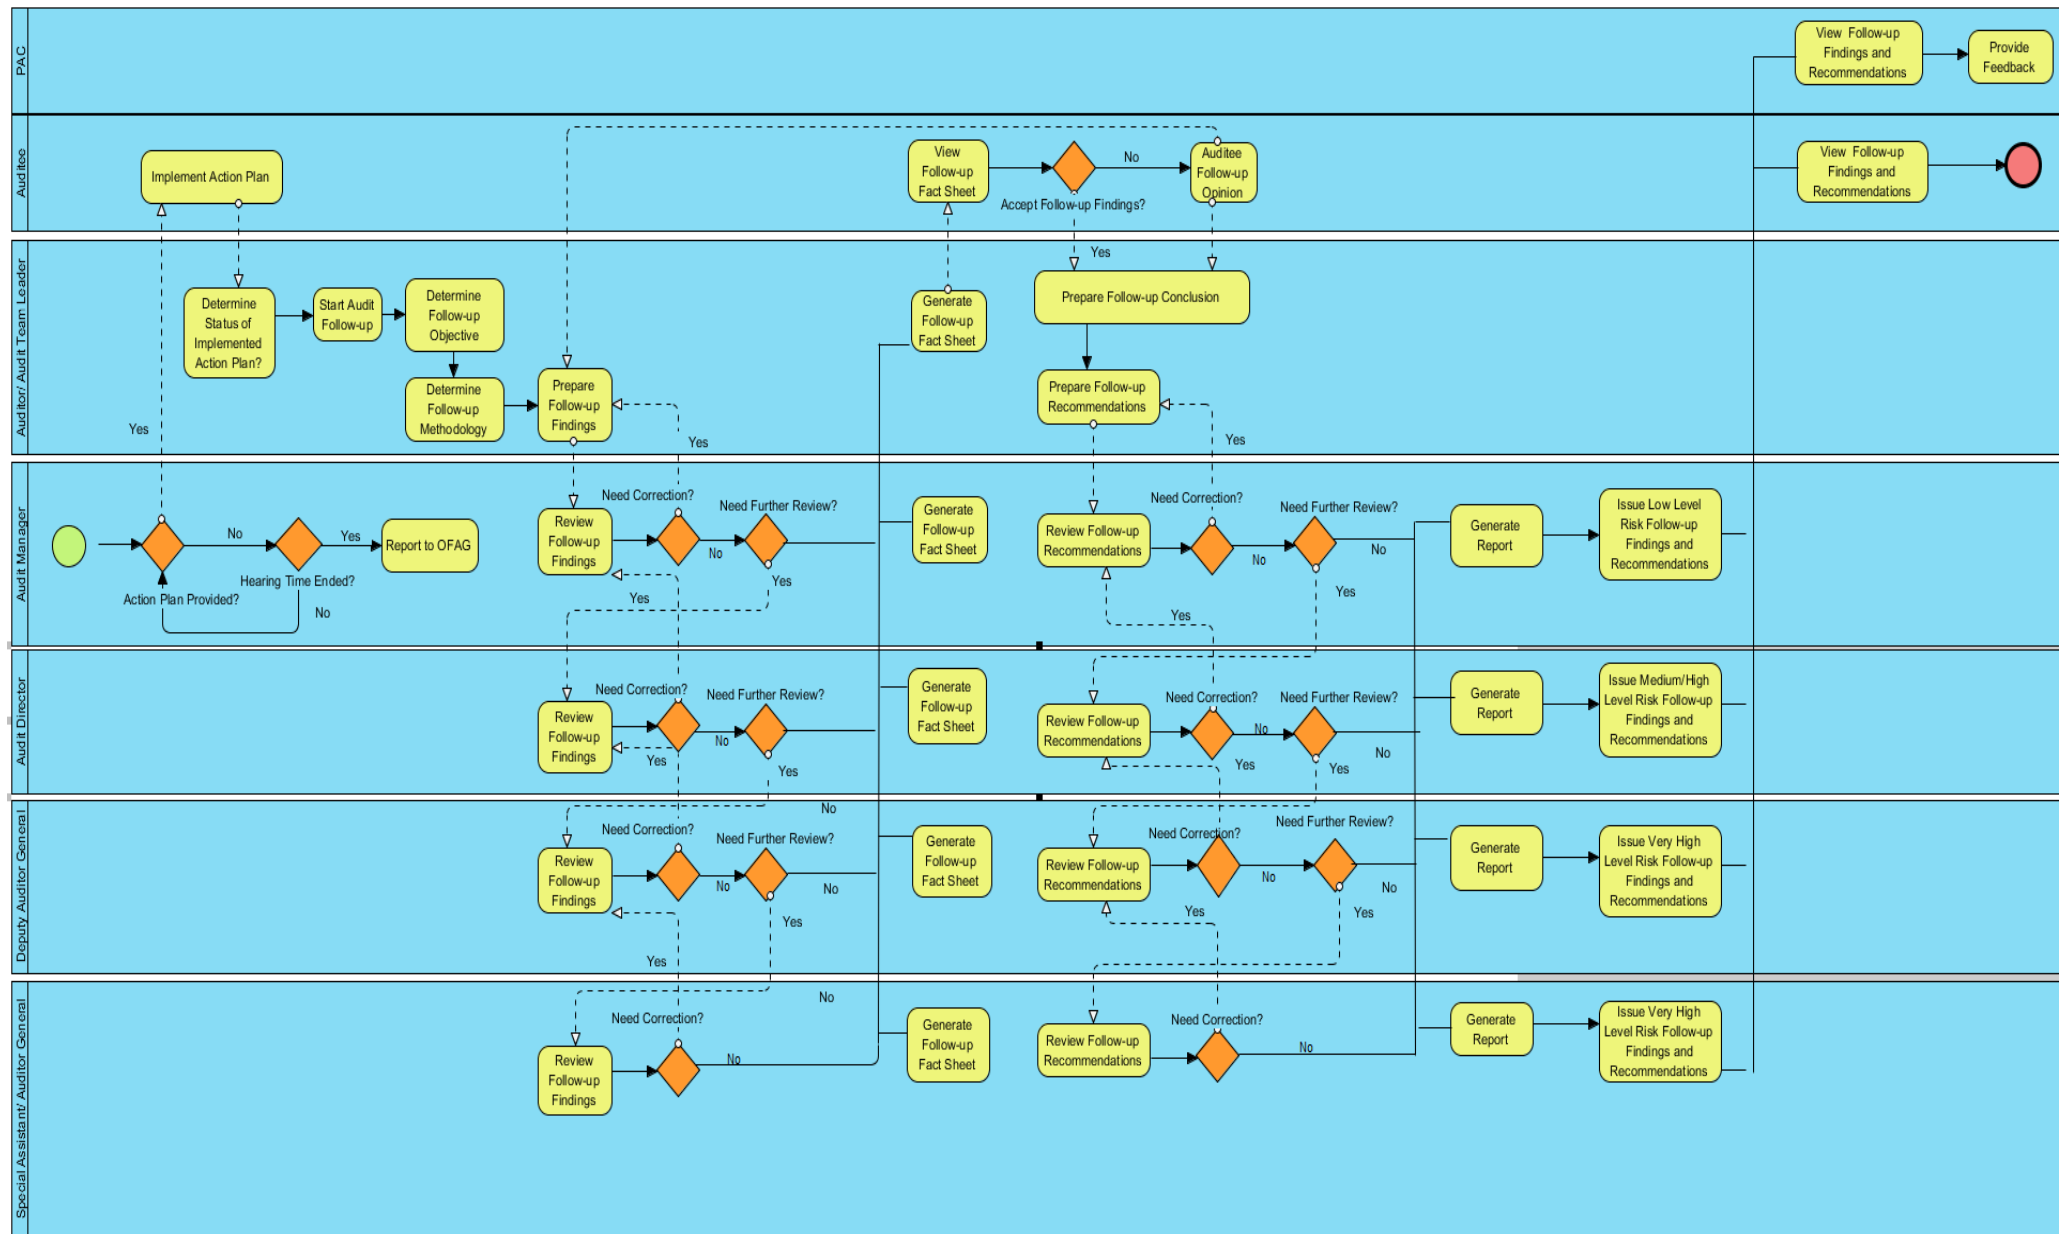 PAC
View Follow-up
Findings and
Recommendations
Provide
Feedback
Auditee
Implement Action Plan
View
Follow-up
Fact Sheet
No
Accept Follow-up Findings?
Auditee
Follow-up
Opinion
View Follow-up
Findings and
Recommendations
Auditor/ Audit Team Leader
Yes
Determine
Status of
Implemented
Action Plan?
Start Audit
Follow-up
Determine
Follow-up
Objective
Determine
Follow-up
Methodology
Prepare
Follow-up
Findings
Yes
Generate
Follow-up
Fact Sheet
Yes
Prepare Follow-up Conclusion
Prepare Follow-up
Recommendations
Yes
Audit Manager
No
Yes
Report to OFAG
Hearing Time Ended?
Action Plan Provided?
No
Review
Follow-up
Findings
Need Correction?
No
Need Further Review?
Yes
Yes
Generate
Follow-up
Fact Sheet
Review Follow-up
Recommendations
Need Correction?
No
Need Further Review?
No
Yes
Yes
Generate
Report
Issue Low Level
Risk Follow-up
Findings and
Recommendations
Audit Director
Review
Follow-up
Findings
Need Correction?
No
Need Further Review?
Yes
Yes
Generate
Follow-up
Fact Sheet
Review Follow-up
Recommendations
Need Correction?
No
Need Further Review?
No
Yes
Yes
Generate
Report
Issue Medium/High
Level Risk Follow-up
Findings and
Recommendations
Deputy Auditor General
No
Review
Follow-up
Findings
Need Correction?
No
Need Further Review?
No
Yes
Yes
Generate
Follow-up
Fact Sheet
Review Follow-up
Recommendations
Need Correction?
No
Need Further Review?
No
Yes
Yes
Generate
Report
Issue Very High
Level Risk Follow-up
Findings and
Recommendations
Special Assistant/ Auditor General
No
Review
Follow-up
Findings
Need Correction?
No
Generate
Follow-up
Fact Sheet
Review Follow-up
Recommendations
Need Correction?
No
Generate
Report
Issue Very High
Level Risk Follow-up
Findings and
Recommendations